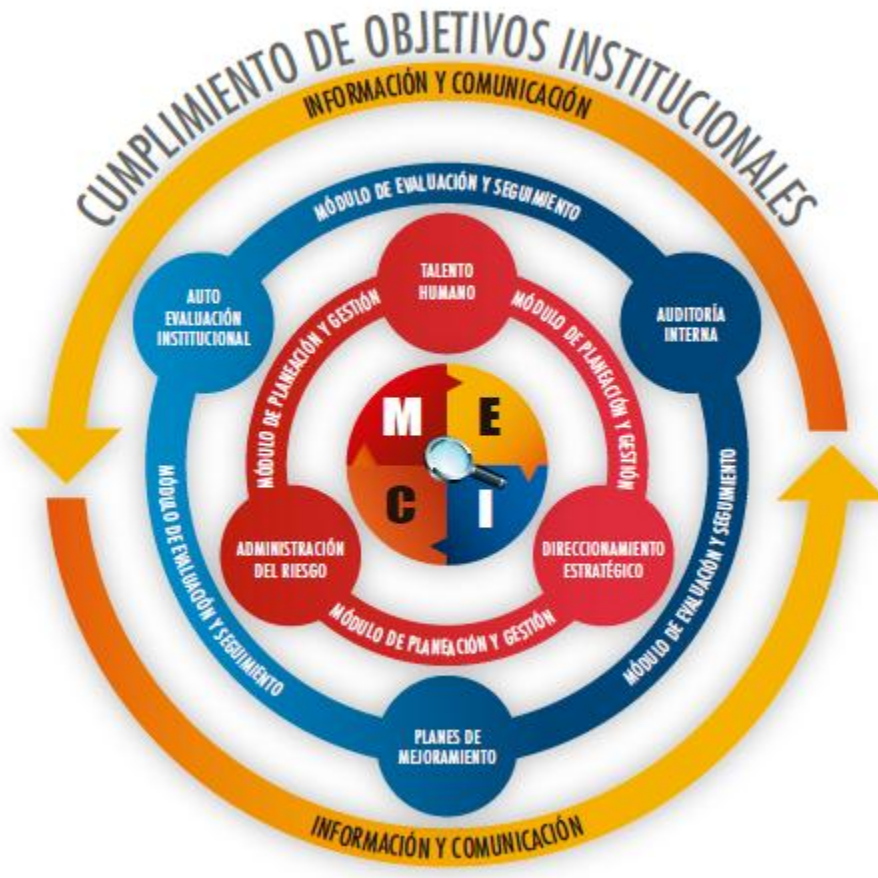 CUMPLIMIENTO DE OBJETIVOS INSTITUCIONALES
INFORMACIÓN Y COMUNICACIÓN
MÓDULO DE EVALUACIÓN Y SEGUIMIENTO
TALENTO
HUMANO
AUTO
EVALUACIÓN
INSTITUCIONAL
AUDITORÍA
INTERNA
MÓDULO DE PLANEACIÓN Y GESTIÓN
MÓDULO DE PLANEACIÓN Y GESTIÓN
M E
C I
MÓDULO DE EVALUACIÓN Y SEGUIMIENTO
MÓDULO DE EVALUACIÓN Y SEGUIMIENTO
ADMINISTRACIÓN
DEL RIESGO
DIRECCIONAMIENTO
ESTRATÉGICO
MÓDULO DE PLANEACIÓN Y GESTIÓN
PLANES DE
MEJORAMIENTO
INFORMACIÓN Y COMUNICACIÓN